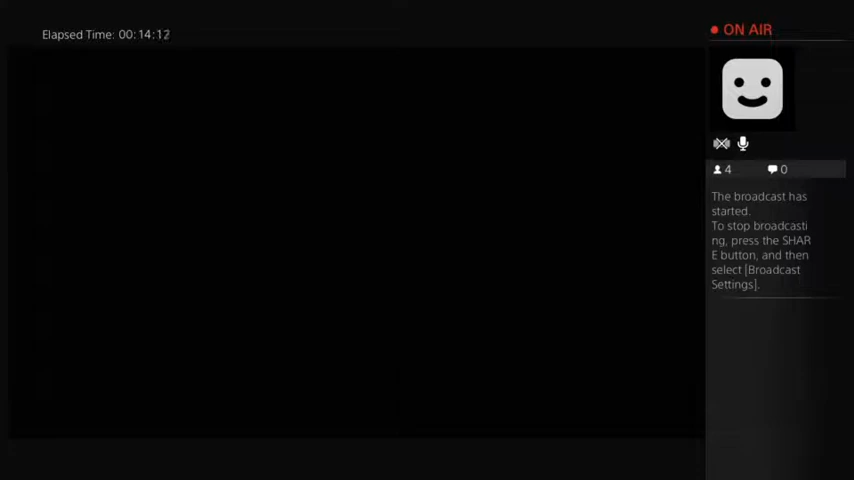 Elapsed Time: 00:14:12
ON AIR
4 0
The broadcast has
started.
To stop broadcasti
ng, press the SHAR
E button, and then
select [Broadcast
Settings].